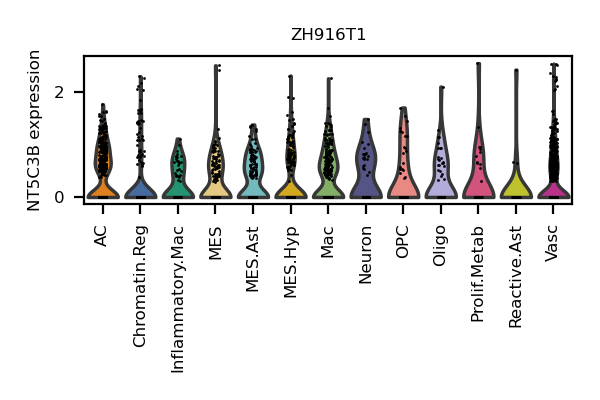 ZH916T1
NT5C3B expression
2
0
AC
Chromatin.Reg
Inflammatory.Mac
MES
MES.Ast
MES.Hyp
Mac
Neuron
OPC
Oligo
Prolif.Metab
Reactive.Ast
Vasc